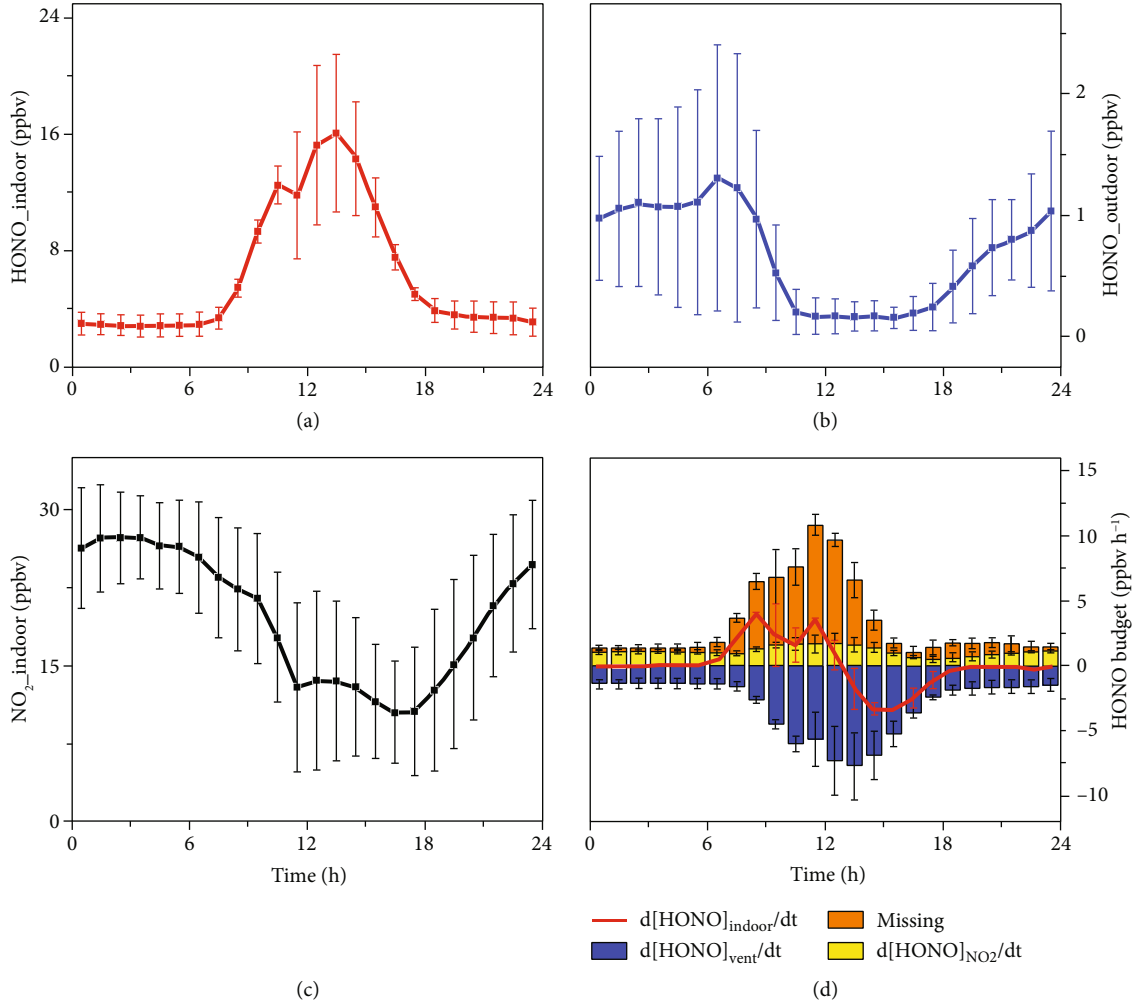 24
16
8
0
HONO_indoor (ppbv)
0 6 12 18 24
(a)
2
1
0
HONO_outdoor (ppbv)
0 6 12 18 24
(b)
30
15
0
NO₂_indoor (ppbv)
0 6 12 18 24
Time (h)
(c)
15
10
5
0
−5
−10
HONO budget (ppbv h⁻¹)
0 6 12 18 24
Time (h)
d[HONO]indoor/dt
Missing
d[HONO]vent/dt
d[HONO]NO2/dt
(d)